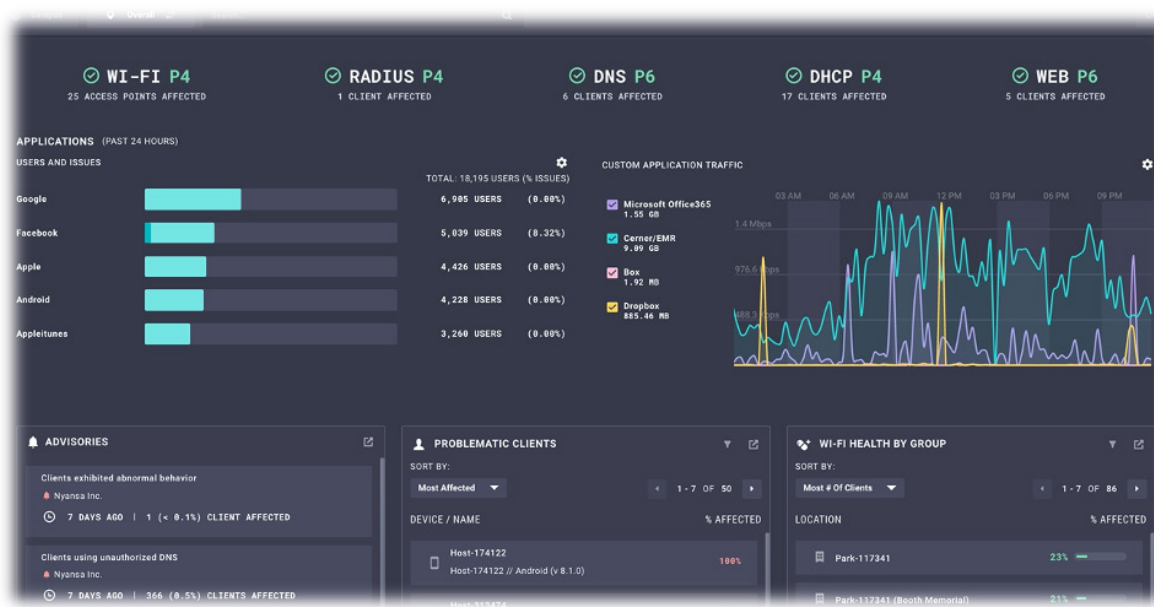 Campus
Overall
Search...
WI-FI P4
25 ACCESS POINTS AFFECTED
RADIUS P4
1 CLIENT AFFECTED
DNS P6
6 CLIENTS AFFECTED
DHCP P4
17 CLIENTS AFFECTED
WEB P6
5 CLIENTS AFFECTED
APPLICATIONS (PAST 24 HOURS)
USERS AND ISSUES
TOTAL: 18,195 USERS (% ISSUES)
Google 6,905 USERS (0.00%)
Facebook 5,039 USERS (8.32%)
Apple 4,426 USERS (0.00%)
Android 4,228 USERS (0.00%)
Appleitunes 3,260 USERS (0.00%)
CUSTOM APPLICATION TRAFFIC
Microsoft Office365
1.55 GB
Cerner/EMR
9.09 GB
Box
1.92 MB
Dropbox
885.46 MB
03 AM 06 AM 09 AM 12 PM 03 PM 06 PM 09 PM
1.4 Mbps
976.6 Kbps
488.3 Kbps
ADVISORIES
Clients exhibited abnormal behavior
Nyansa Inc.
7 DAYS AGO | 1 (< 0.1%) CLIENT AFFECTED
Clients using unauthorized DNS
Nyansa Inc.
7 DAYS AGO | 366 (0.5%) CLIENTS AFFECTED
PROBLEMATIC CLIENTS
SORT BY:
Most Affected
1-7 OF 50
DEVICE / NAME % AFFECTED
Host-174122
Host-174122 // Android (v 8.1.0)
100%
WI-FI HEALTH BY GROUP
SORT BY:
Most # Of Clients
1-7 OF 86
LOCATION % AFFECTED
Park-117341 23%
Park-117341 (Booth Memorial) 21%